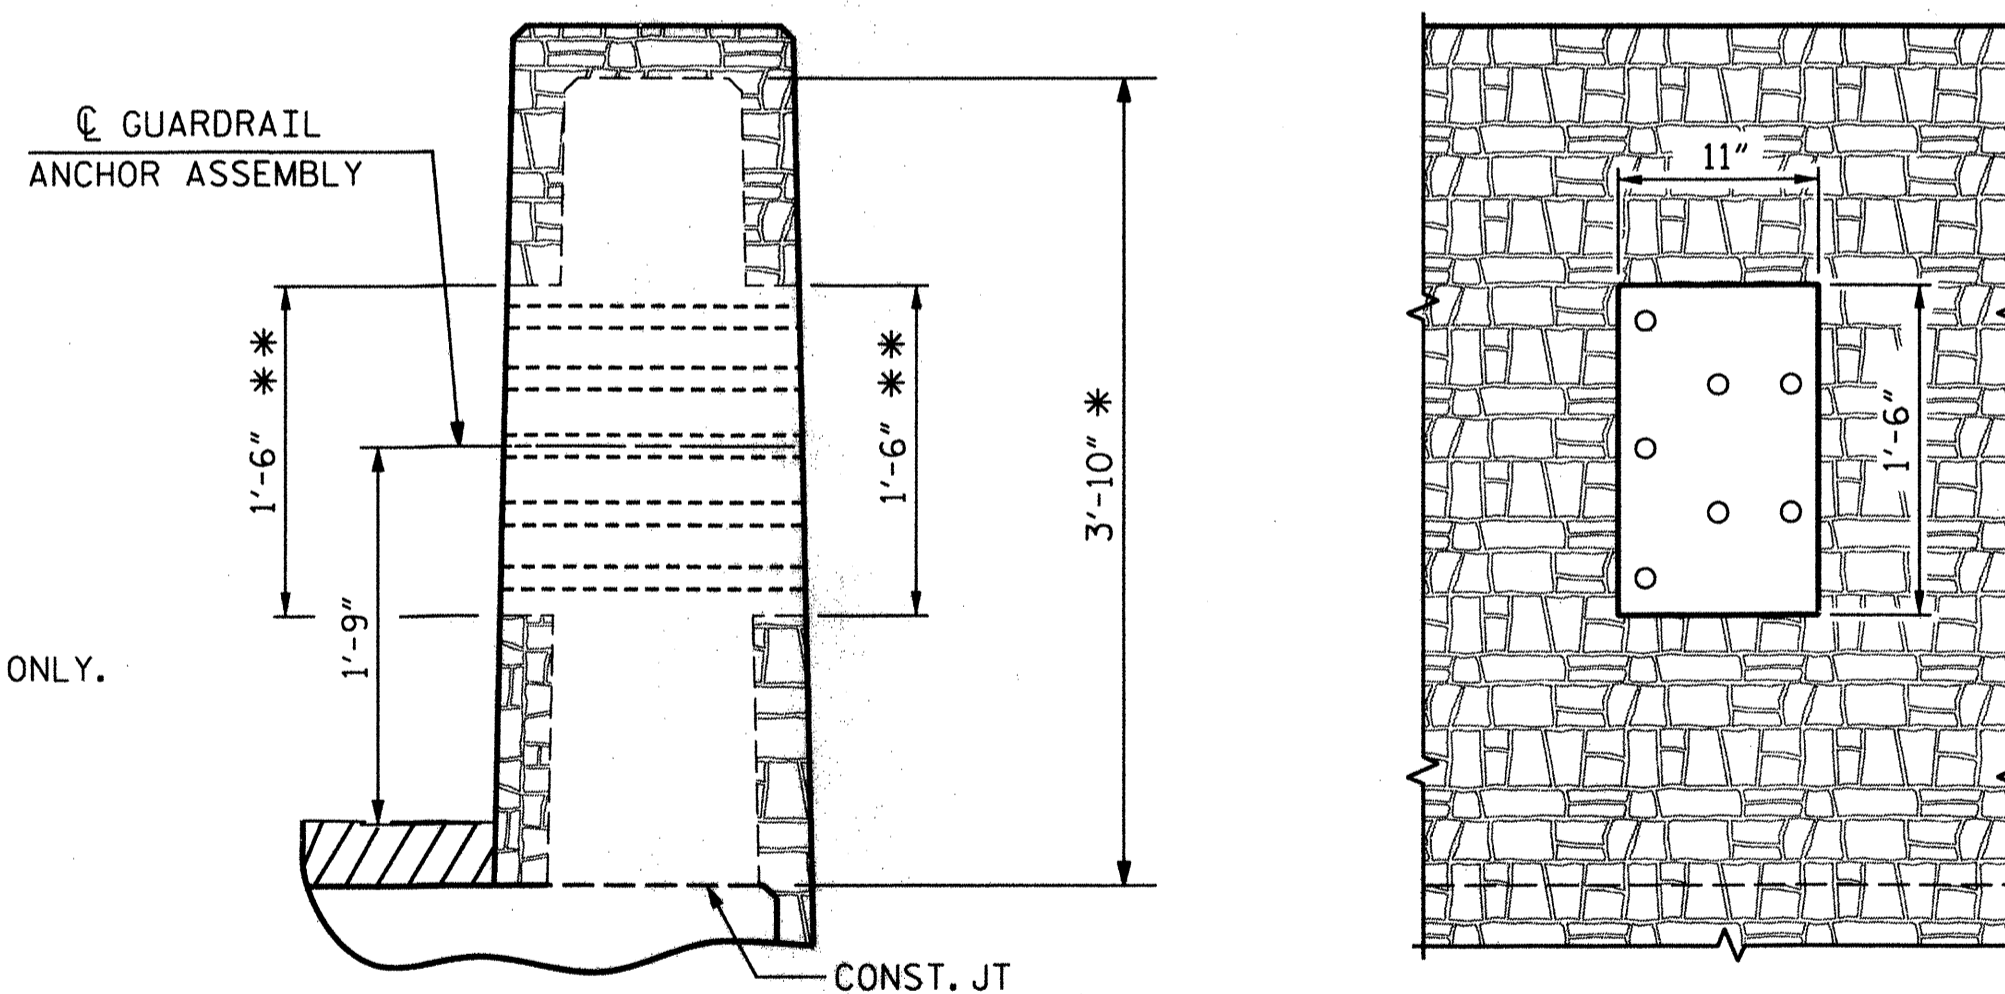 ℄ GUARDRAIL
ANCHOR ASSEMBLY
1'-6" * *
1'-9"
ONLY.
1'-6" * *
3'-10" *
CONST. JT
11"
1'-6"